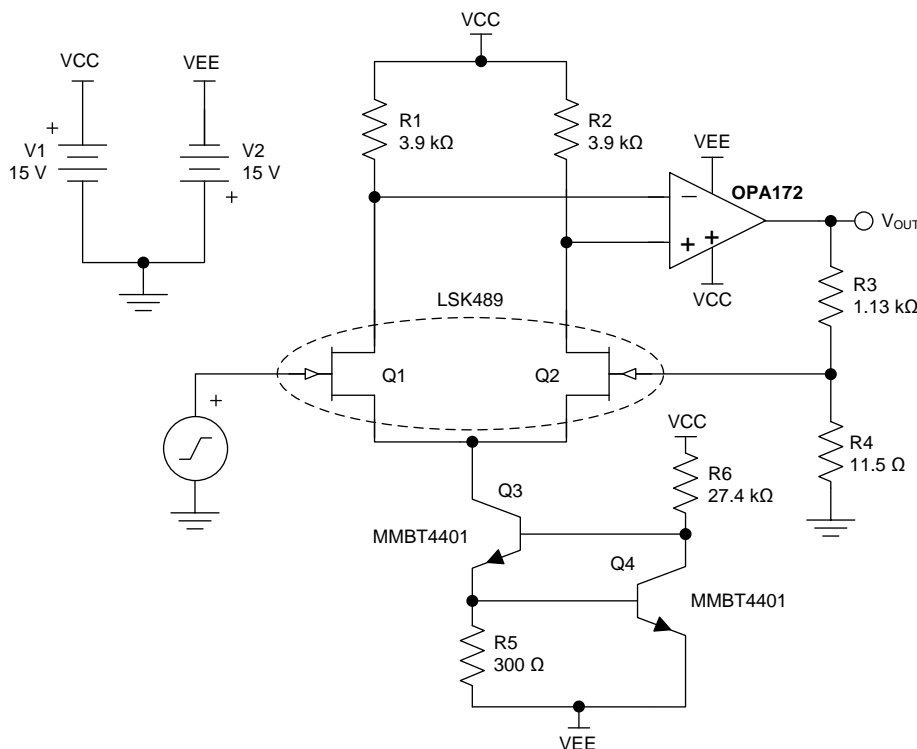 VCC
VCC
VEE
R1
3.9 kΩ
R2
3.9 kΩ
+
V1
15 V
V2
15 V
+
VEE
OPA172
−
+
+
VCC
VOUT
R3
1.13 kΩ
LSK489
Q1
Q2
+
VCC
R4
11.5 Ω
R6
27.4 kΩ
Q3
MMBT4401
Q4
MMBT4401
R5
300 Ω
VEE